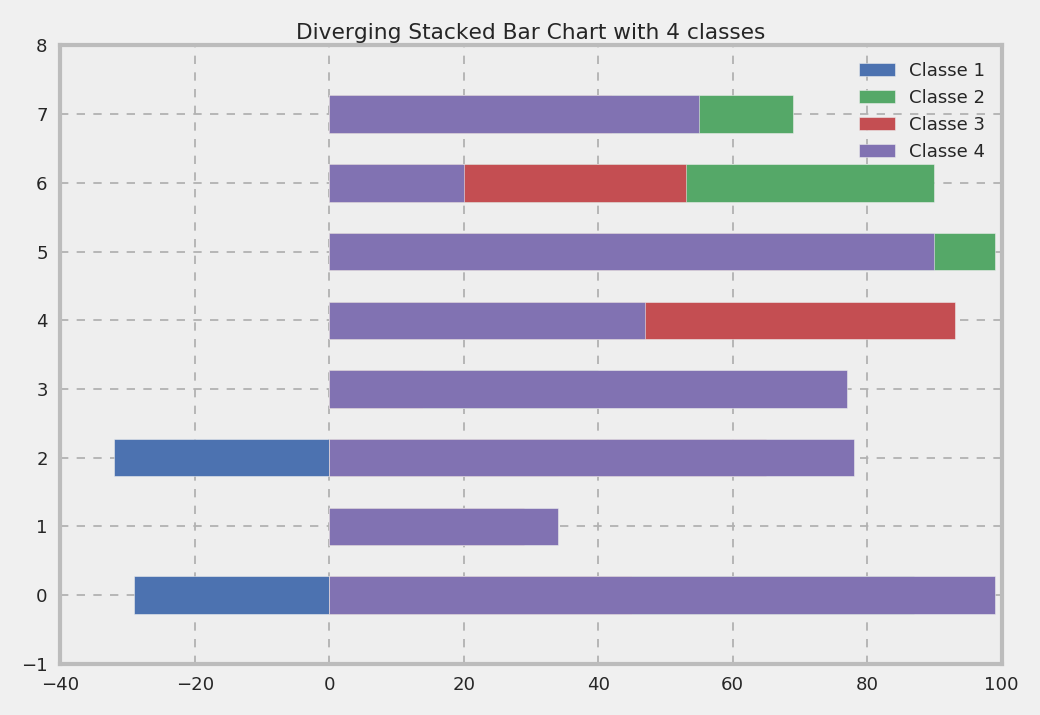 Diverging Stacked Bar Chart with 4 classes
8
7
6
5
4
3
2
1
0
−1
Classe 1
Classe 2
Classe 3
Classe 4
−40 −20 0 20 40 60 80 100